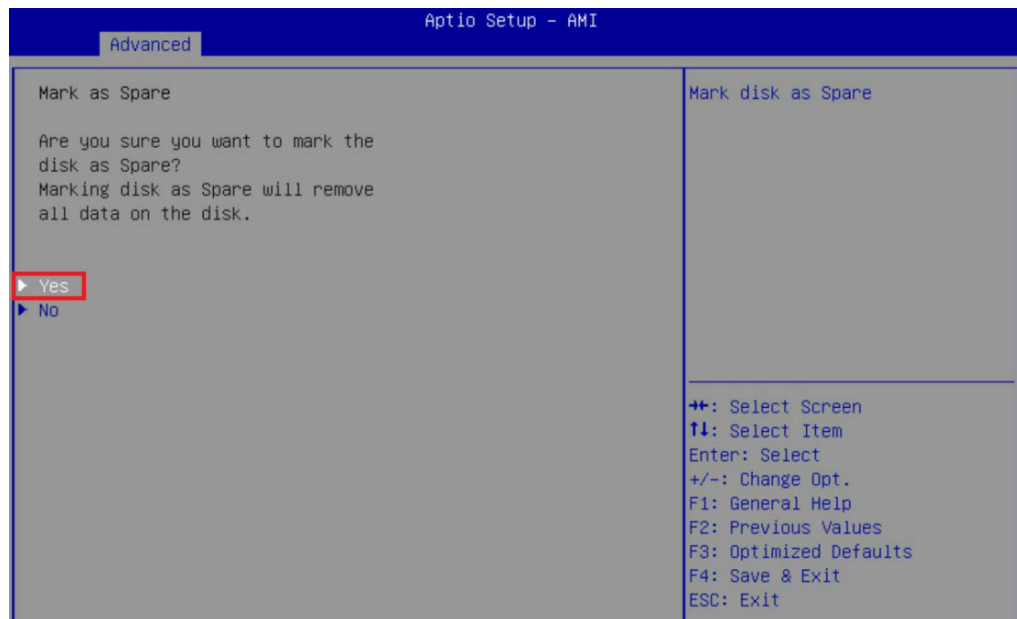 Aptio Setup – AMI
Advanced
Mark as Spare
Are you sure you want to mark the
disk as Spare?
Marking disk as Spare will remove
all data on the disk.
▶ Yes
▶ No
Mark disk as Spare
→←: Select Screen
↑↓: Select Item
Enter: Select
+/-: Change Opt.
F1: General Help
F2: Previous Values
F3: Optimized Defaults
F4: Save & Exit
ESC: Exit